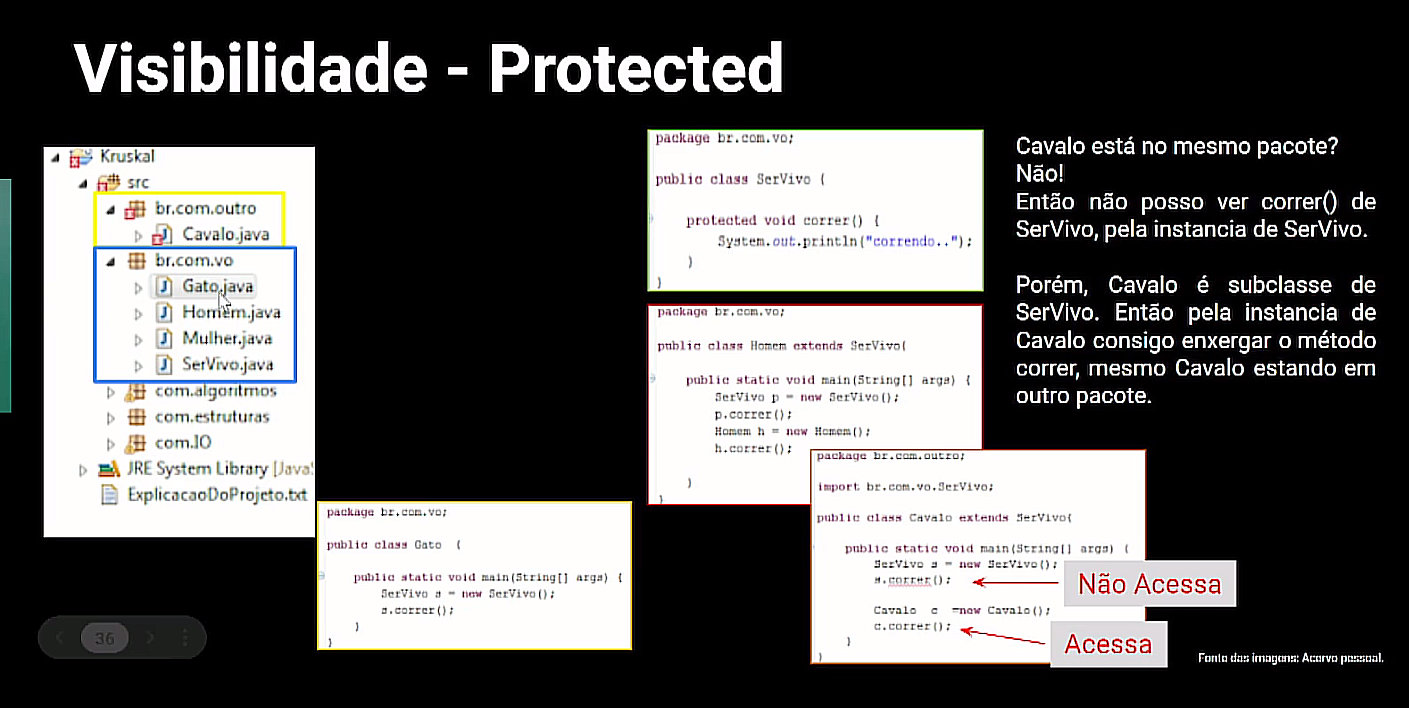 Visibilidade - Protected
Kruskal
src
br.com.outro
Cavalo.java
br.com.vo
Gato.java
Homem.java
Mulher.java
SerVivo.java
com.algoritmos
com.estruturas
com.IO
JRE System Library [JavaS
ExplicacaoDoProjeto.txt
package br.com.vo;
public class SerVivo {
protected void correr() {
System.out.println("correndo..");
}
}
package br.com.vo;
public class Homem extends SerVivo{
public static void main(String[] args) {
SerVivo p = new SerVivo();
p.correr();
Homem h = new Homem();
h.correr();
}
}
package br.com.vo;
public class Gato {
public static void main(String[] args) {
SerVivo s = new SerVivo();
s.correr();
}
}
package br.com.outro;
import br.com.vo.SerVivo;
public class Cavalo extends SerVivo{
public static void main(String[] args) {
SerVivo s = new SerVivo();
s.correr();
Não Acessa
Cavalo c =new Cavalo();
c.correr();
Acessa
}
}
Cavalo está no mesmo pacote?
Não!
Então não posso ver correr() de
SerVivo, pela instancia de SerVivo.
Porém, Cavalo é subclasse de
SerVivo. Então pela instancia de
Cavalo consigo enxergar o método
correr, mesmo Cavalo estando em
outro pacote.
36
Fonte das imagens: Acervo pessoal.